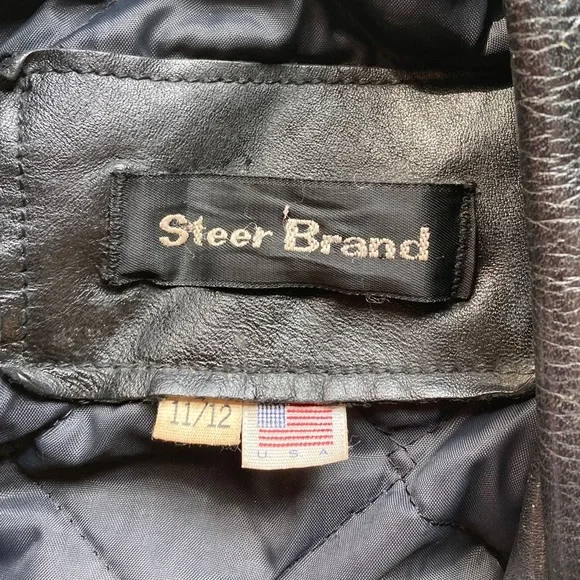 Steer Brand
11/12
USA